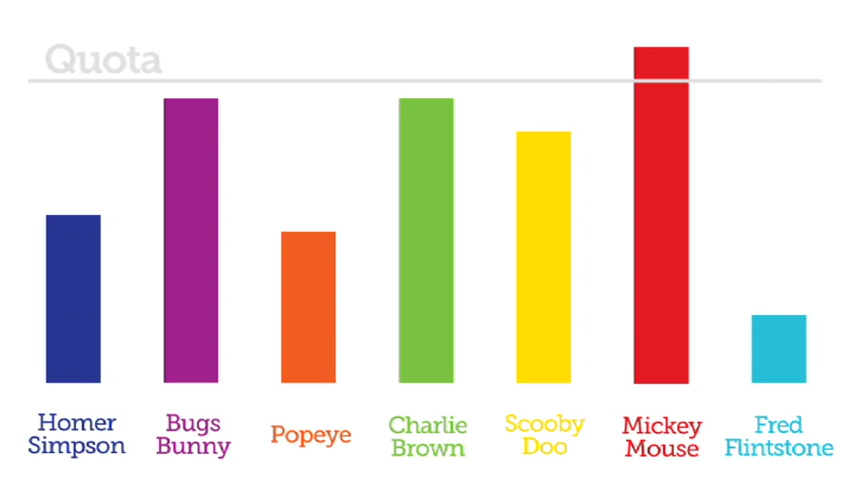 Quota
Homer
Simpson
Bugs
Bunny
Popeye
Charlie
Brown
Scooby
Doo
Mickey
Mouse
Fred
Flintstone